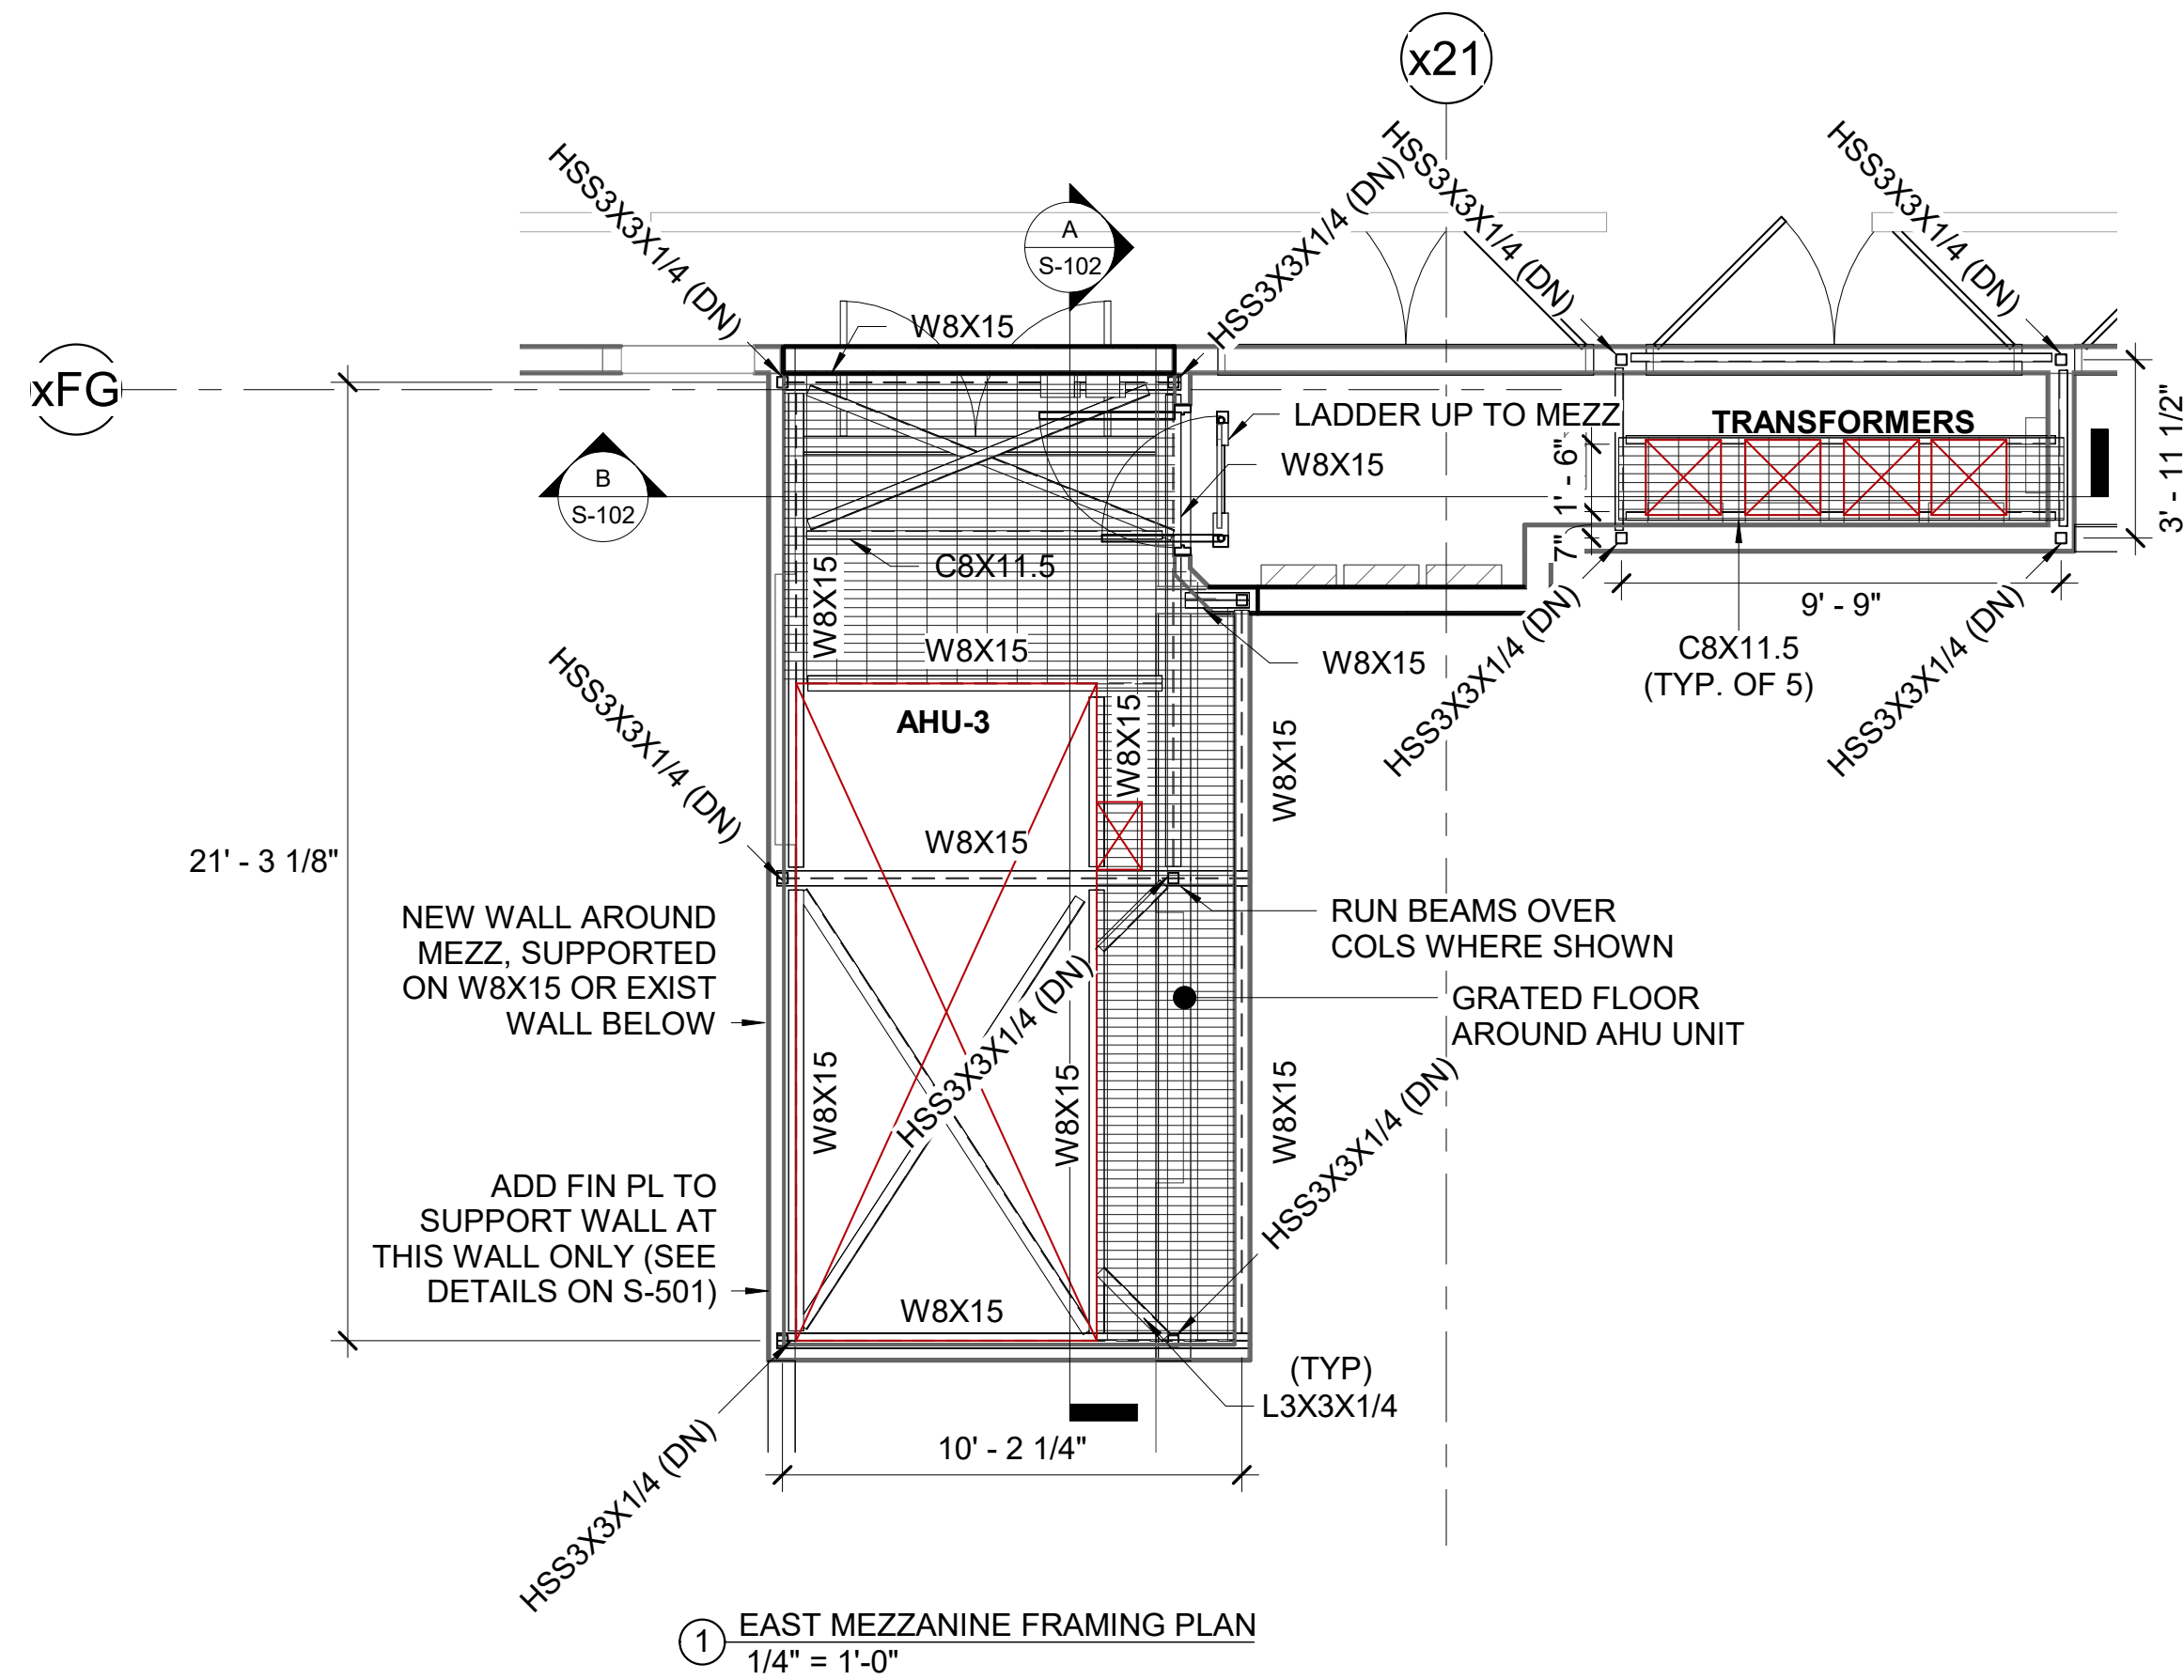 x21
HSS3X3X1/4 (DN)
HSS3X3X1/4 (DN)
HSS3X3X1/4 (DN)
HSS3X3X1/4 (DN)
A
S-102
W8X15
xFG
LADDER UP TO MEZZ
TRANSFORMERS
W8X15
1' - 6"
3' - 11 1/2"
B
S-102
7"
C8X11.5
W8X15
W8X15
W8X15
9' - 9"
C8X11.5
(TYP. OF 5)
HSS3X3X1/4 (DN)
HSS3X3X1/4 (DN)
HSS3X3X1/4 (DN)
AHU-3
W8X15
W8X15
W8X15
21' - 3 1/8"
NEW WALL AROUND
MEZZ, SUPPORTED
ON W8X15 OR EXIST
WALL BELOW
RUN BEAMS OVER
COLS WHERE SHOWN
GRATED FLOOR
AROUND AHU UNIT
HSS3X3X1/4 (DN)
W8X15
W8X15
W8X15
HSS3X3X1/4 (DN)
ADD FIN PL TO
SUPPORT WALL AT
THIS WALL ONLY (SEE
DETAILS ON S-501)
W8X15
(TYP)
L3X3X1/4
10' - 2 1/4"
HSS3X3X1/4 (DN)
1
EAST MEZZANINE FRAMING PLAN
1/4" = 1'-0"